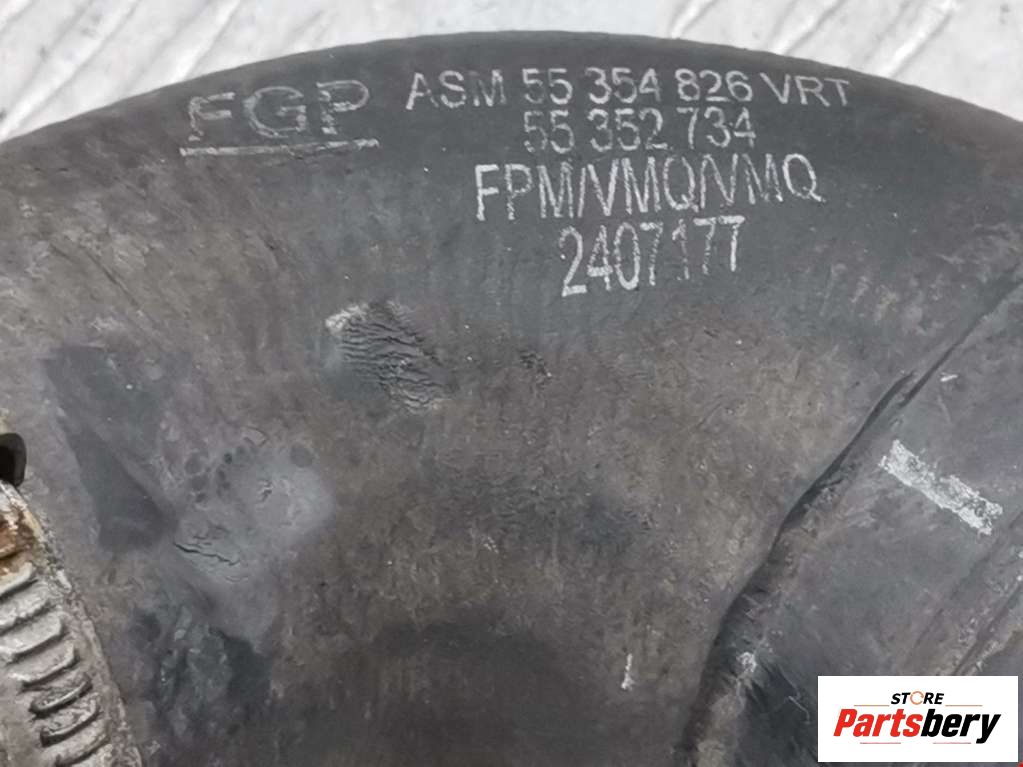 FGP ASM 55 354 826 VRT
55 352 734
FPM/VMQ/VMQ
2407177
STORE
Partsbery